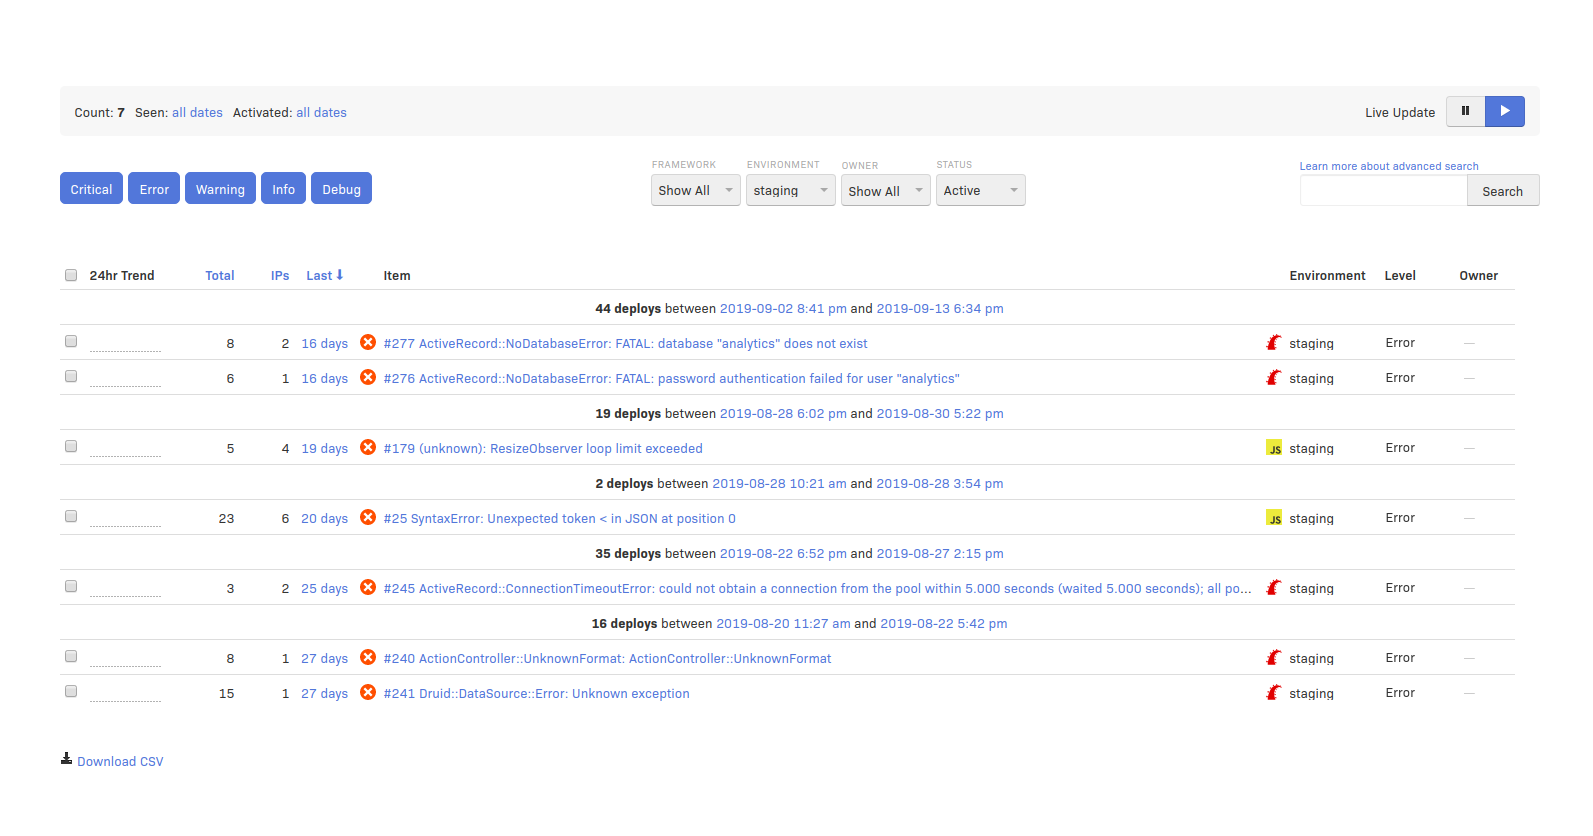 Count: 7 Seen: all dates Activated: all dates Live Update
Learn more about advanced search
FRAMEWORK ENVIRONMENT OWNER STATUS
Critical Error Warning Info Debug Show All staging Show All Active Search
24hr Trend Total IPs Last Item Environment Level Owner
44 deploys between 2019-09-02 8:41 pm and 2019-09-13 6:34 pm
8 2 16 days #277 ActiveRecord::NoDatabaseError: FATAL: database "analytics" does not exist staging Error —
6 1 16 days #276 ActiveRecord::NoDatabaseError: FATAL: password authentication failed for user "analytics" staging Error —
19 deploys between 2019-08-28 6:02 pm and 2019-08-30 5:22 pm
5 4 19 days #179 (unknown): ResizeObserver loop limit exceeded JS staging Error —
2 deploys between 2019-08-28 10:21 am and 2019-08-28 3:54 pm
23 6 20 days #25 SyntaxError: Unexpected token < in JSON at position 0 JS staging Error —
35 deploys between 2019-08-22 6:52 pm and 2019-08-27 2:15 pm
3 2 25 days #245 ActiveRecord::ConnectionTimeoutError: could not obtain a connection from the pool within 5.000 seconds (waited 5.000 seconds); all po... staging Error —
16 deploys between 2019-08-20 11:27 am and 2019-08-22 5:42 pm
8 1 27 days #240 ActionController::UnknownFormat: ActionController::UnknownFormat staging Error —
15 1 27 days #241 Druid::DataSource::Error: Unknown exception staging Error —
Download CSV